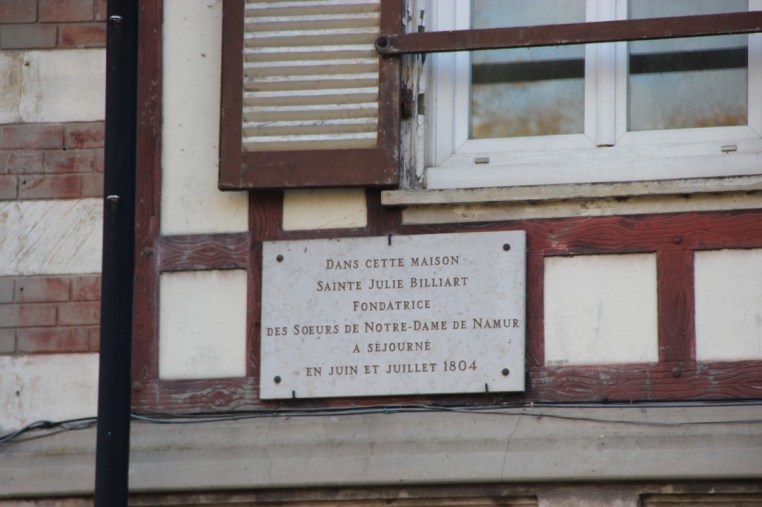 DANS CETTE MAISON
SAINTE JULIE BILLIART
FONDATRICE
DES SOEURS DE NOTRE-DAME DE NAMUR
A SÉJOURNÉ
EN JUIN ET JUILLET 1804